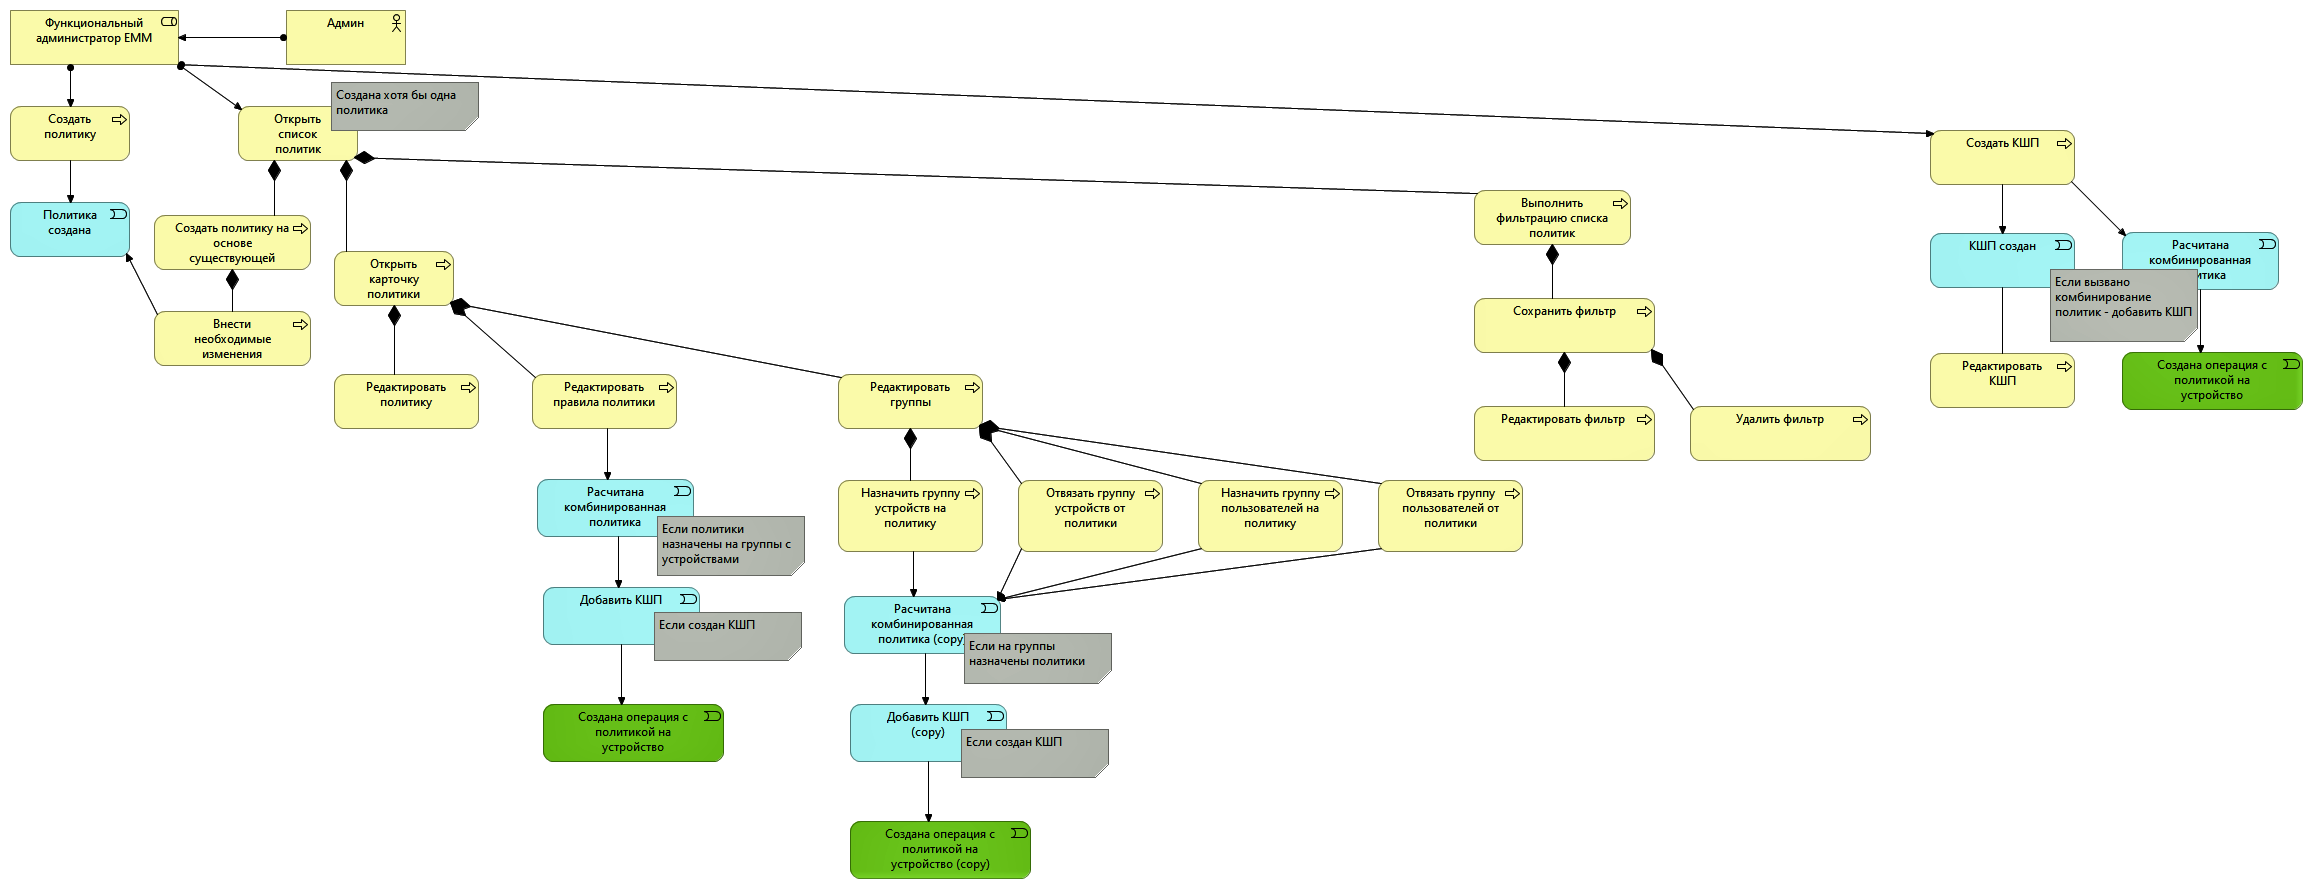 Функциональный
администратор EMM
Админ
Создана хотя бы одна
политика
Создать
политику
Открыть
список
политик
Создать КШП
Политика
создана
Создать политику на
основе
существующей
Выполнить
фильтрацию списка
политик
КШП создан
Расчитана
комбинированная
итика
Если вызвано
комбинирование
политик - добавить КШП
Открыть
карточку
политики
Внести
необходимые
изменения
Сохранить фильтр
Редактировать
КШП
Создана операция с
политикой на
устройство
Редактировать
политику
Редактировать
правила политики
Редактировать
группы
Редактировать фильтр
Удалить фильтр
Расчитана
комбинированная
политика
Если политики
назначены на группы с
устройствами
Назначить группу
устройств на
политику
Отвязать группу
устройств от
политики
Назначить группу
пользователей на
политику
Отвязать группу
пользователей от
политики
Добавить КШП
Если создан КШП
Расчитана
комбинированная
политика (copy)
Если на группы
назначены политики
Создана операция с
политикой на
устройство
Добавить КШП
(copy)
Если создан КШП
Создана операция с
политикой на
устройство (copy)